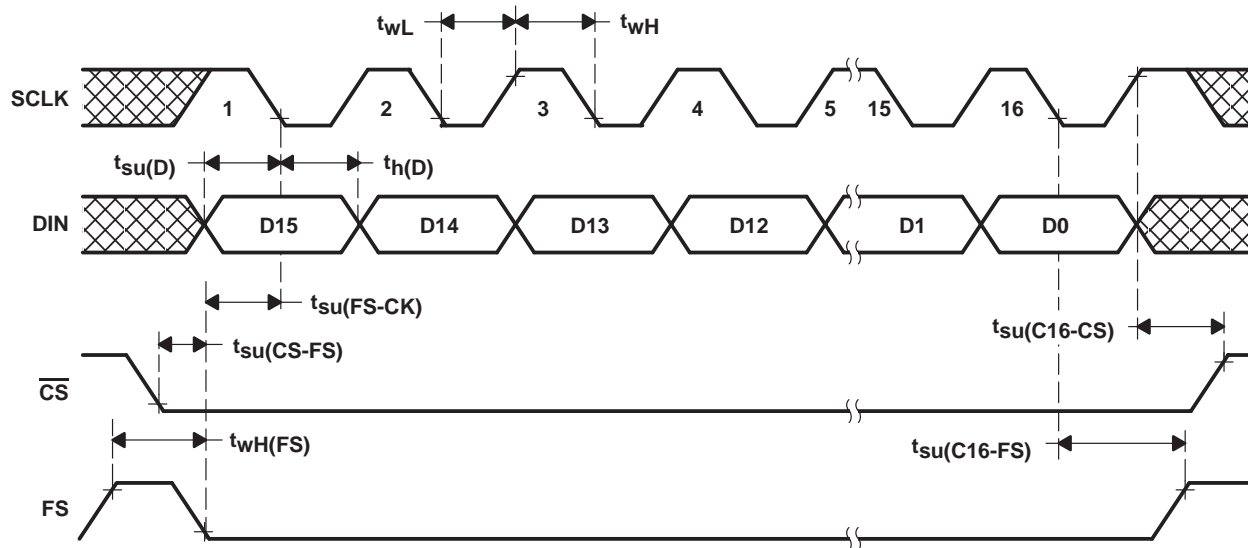 twL twH
SCLK 1 2 3 4 5 15 16
tsu(D) th(D)
DIN D15 D14 D13 D12 D1 D0
tsu(FS-CK)
tsu(CS-FS) tsu(C16-CS)
CS
twH(FS) tsu(C16-FS)
FS